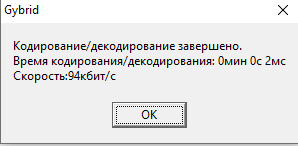 Gybrid
Кодирование/декодирование завершено.
Время кодирования/декодирования: 0мин 0с 2мс
Скорость:94кбит/с
OK